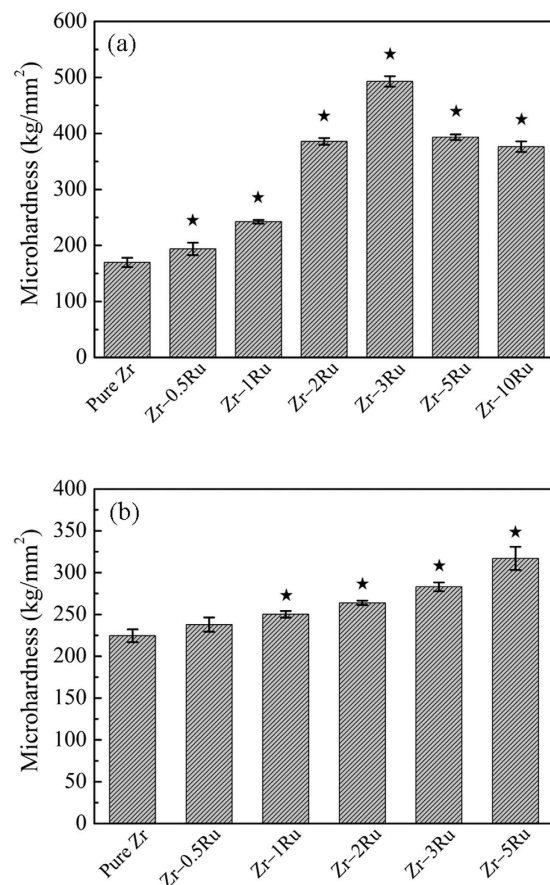 (a)
Microhardness (kg/mm²)
600
500
400
300
200
100
0
Pure Zr
Zr–0.5Ru
Zr–1Ru
Zr–2Ru
Zr–3Ru
Zr–5Ru
Zr–10Ru
(b)
Microhardness (kg/mm²)
400
350
300
250
200
150
100
50
0
Pure Zr
Zr–0.5Ru
Zr–1Ru
Zr–2Ru
Zr–3Ru
Zr–5Ru